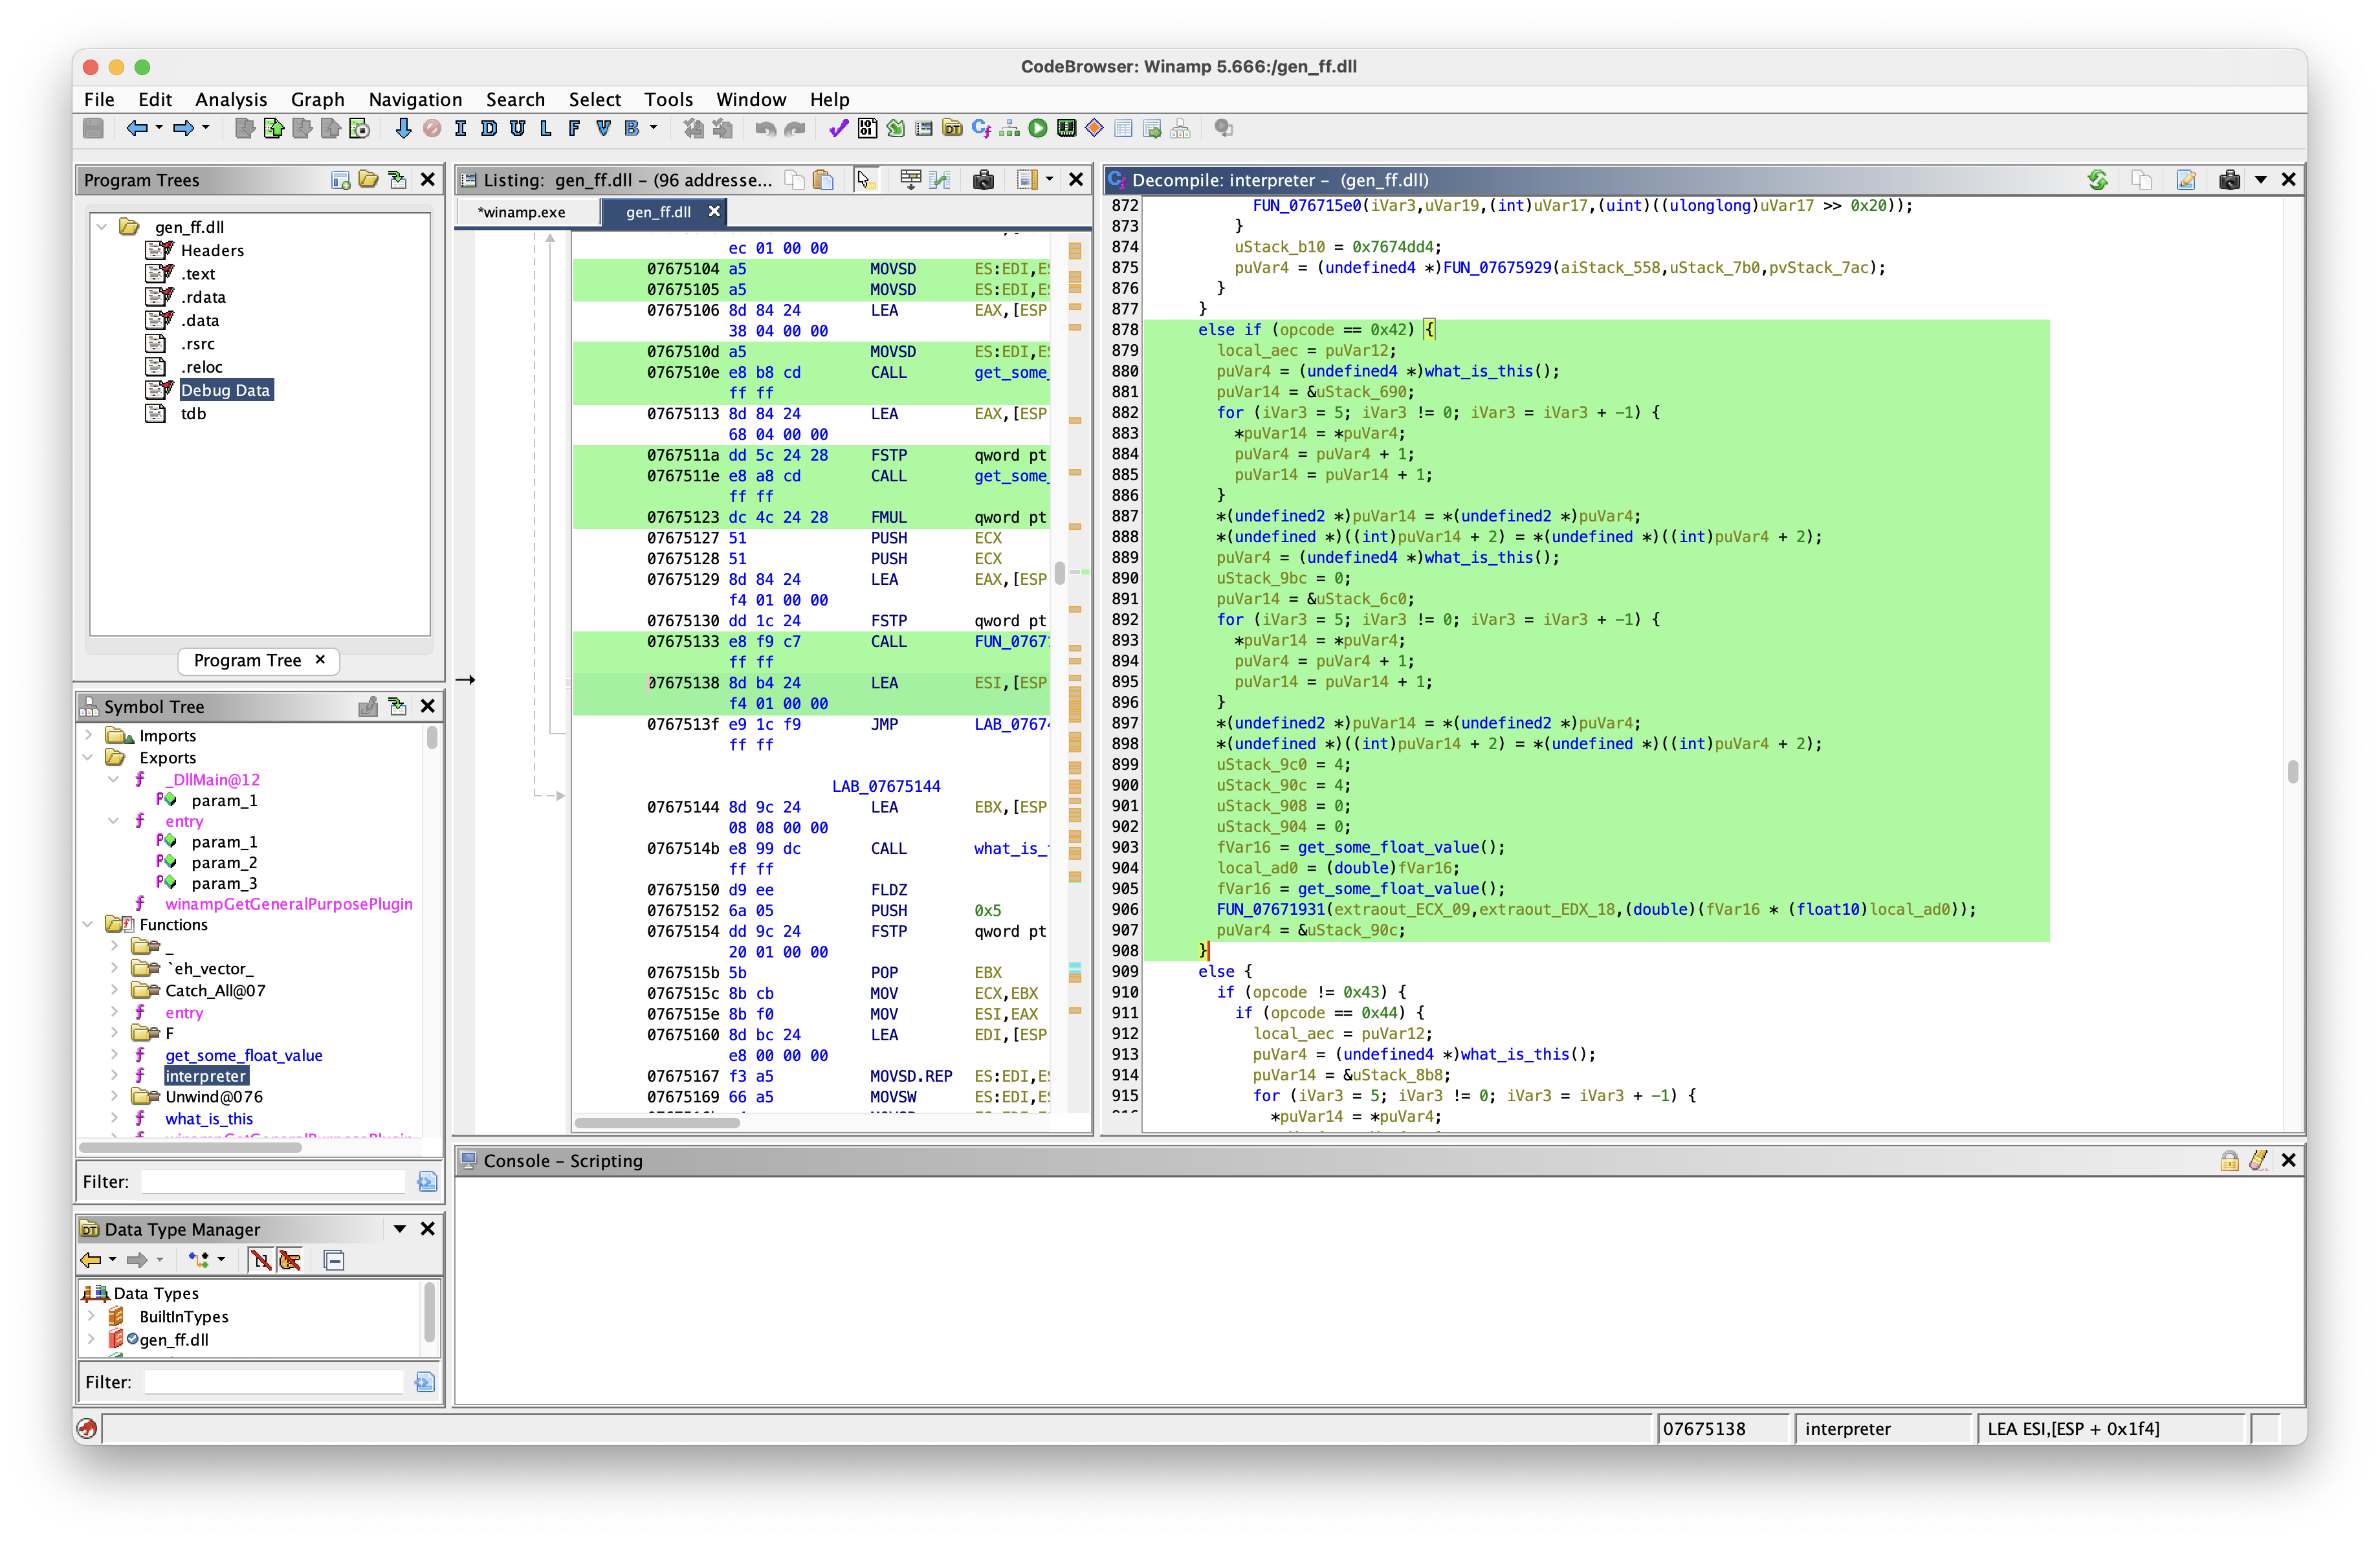 CodeBrowser: Winamp 5.666:/gen_ff.dll
File Edit Analysis Graph Navigation Search Select Tools Window Help
I D U L F V B
Program Trees
gen_ff.dll
Headers
.text
.rdata
.data
.rsrc
.reloc
Debug Data
tdb
Program Tree
Symbol Tree
Imports
Exports
_DllMain@12
param_1
entry
param_1
param_2
param_3
winampGetGeneralPurposePlugin
Functions
_
`eh_vector_
Catch_All@07
entry
F
get_some_float_value
interpreter
Unwind@076
what_is_this
Filter:
Data Type Manager
Data Types
BuiltInTypes
gen_ff.dll
Filter:
Listing: gen_ff.dll – (96 addresse...
*winamp.exe gen_ff.dll
ec 01 00 00
07675104 a5 MOVSD ES:EDI,ES
07675105 a5 MOVSD ES:EDI,ES
07675106 8d 84 24 LEA EAX,[ESP
38 04 00 00
0767510d a5 MOVSD ES:EDI,ES
0767510e e8 b8 cd CALL get_some_
ff ff
07675113 8d 84 24 LEA EAX,[ESP
68 04 00 00
0767511a dd 5c 24 28 FSTP qword pt
0767511e e8 a8 cd CALL get_some_
ff ff
07675123 dc 4c 24 28 FMUL qword pt
07675127 51 PUSH ECX
07675128 51 PUSH ECX
07675129 8d 84 24 LEA EAX,[ESP
f4 01 00 00
07675130 dd 1c 24 FSTP qword pt
07675133 e8 f9 c7 CALL FUN_0767
ff ff
07675138 8d b4 24 LEA ESI,[ESP
f4 01 00 00
0767513f e9 1c f9 JMP LAB_0767
ff ff
LAB_07675144
07675144 8d 9c 24 LEA EBX,[ESP
08 08 00 00
0767514b e8 99 dc CALL what_is_
ff ff
07675150 d9 ee FLDZ
07675152 6a 05 PUSH 0x5
07675154 dd 9c 24 FSTP qword pt
20 01 00 00
0767515b 5b POP EBX
0767515c 8b cb MOV ECX,EBX
0767515e 8b f0 MOV ESI,EAX
07675160 8d bc 24 LEA EDI,[ESP
e8 00 00 00
07675167 f3 a5 MOVSD.REP ES:EDI,ES
07675169 66 a5 MOVSW ES:EDI,ES
Decompile: interpreter – (gen_ff.dll)
872 FUN_076715e0(iVar3,uVar19,(int)uVar17,(uint)((ulonglong)uVar17 >> 0x20));
873 }
874 uStack_b10 = 0x7674dd4;
875 puVar4 = (undefined4 *)FUN_07675929(aiStack_558,uStack_7b0,pvStack_7ac);
876 }
877 }
878 else if (opcode == 0x42) {
879 local_aec = puVar12;
880 puVar4 = (undefined4 *)what_is_this();
881 puVar14 = &uStack_690;
882 for (iVar3 = 5; iVar3 != 0; iVar3 = iVar3 + -1) {
883 *puVar14 = *puVar4;
884 puVar4 = puVar4 + 1;
885 puVar14 = puVar14 + 1;
886 }
887 *(undefined2 *)puVar14 = *(undefined2 *)puVar4;
888 *(undefined *)((int)puVar14 + 2) = *(undefined *)((int)puVar4 + 2);
889 puVar4 = (undefined4 *)what_is_this();
890 uStack_9bc = 0;
891 puVar14 = &uStack_6c0;
892 for (iVar3 = 5; iVar3 != 0; iVar3 = iVar3 + -1) {
893 *puVar14 = *puVar4;
894 puVar4 = puVar4 + 1;
895 puVar14 = puVar14 + 1;
896 }
897 *(undefined2 *)puVar14 = *(undefined2 *)puVar4;
898 *(undefined *)((int)puVar14 + 2) = *(undefined *)((int)puVar4 + 2);
899 uStack_9c0 = 4;
900 uStack_90c = 4;
901 uStack_908 = 0;
902 uStack_904 = 0;
903 fVar16 = get_some_float_value();
904 local_ad0 = (double)fVar16;
905 fVar16 = get_some_float_value();
906 FUN_07671931(extraout_ECX_09,extraout_EDX_18,(double)(fVar16 * (float10)local_ad0));
907 puVar4 = &uStack_90c;
908 }
909 else {
910 if (opcode != 0x43) {
911 if (opcode == 0x44) {
912 local_aec = puVar12;
913 puVar4 = (undefined4 *)what_is_this();
914 puVar14 = &uStack_8b8;
915 for (iVar3 = 5; iVar3 != 0; iVar3 = iVar3 + -1) {
*puVar14 = *puVar4;
Console – Scripting
07675138 interpreter LEA ESI,[ESP + 0x1f4]